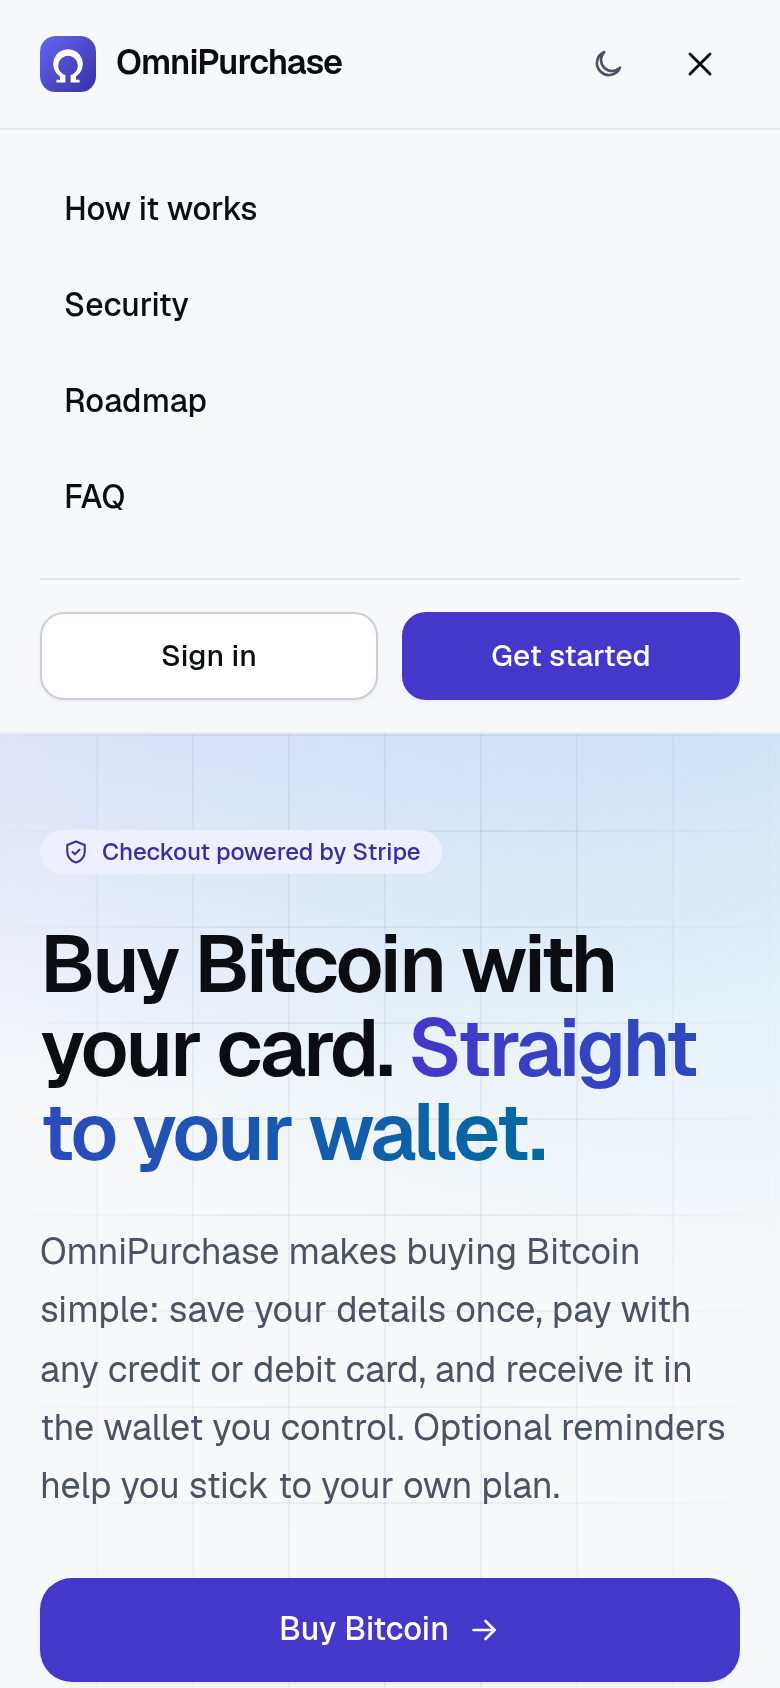 OmniPurchase
How it works
Security
Roadmap
FAQ
Sign in
Get started
Checkout powered by Stripe
Buy Bitcoin with
your card. Straight
to your wallet.
OmniPurchase makes buying Bitcoin
simple: save your details once, pay with
any credit or debit card, and receive it in
the wallet you control. Optional reminders
help you stick to your own plan.
Buy Bitcoin →